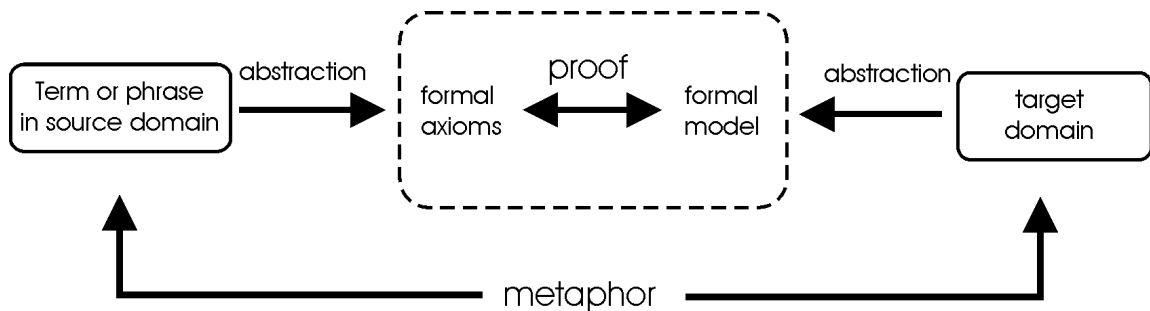 Term or phrase
in source domain
abstraction
formal
axioms
proof
formal
model
abstraction
target
domain
metaphor